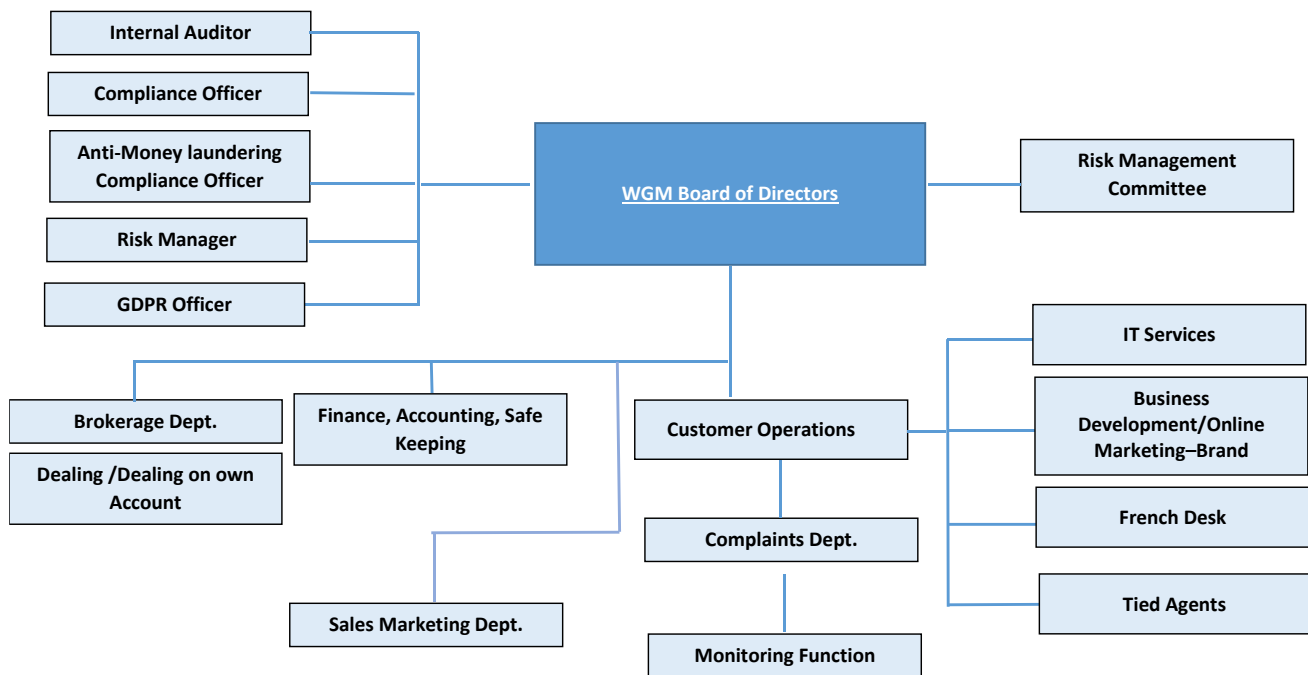 Internal Auditor
Compliance Officer
Anti-Money laundering
Compliance Officer
Risk Manager
GDPR Officer
WGM Board of Directors
Risk Management
Committee
IT Services
Business
Development/Online
Marketing–Brand
French Desk
Tied Agents
Brokerage Dept.
Dealing /Dealing on own
Account
Finance, Accounting, Safe
Keeping
Customer Operations
Complaints Dept.
Sales Marketing Dept.
Monitoring Function